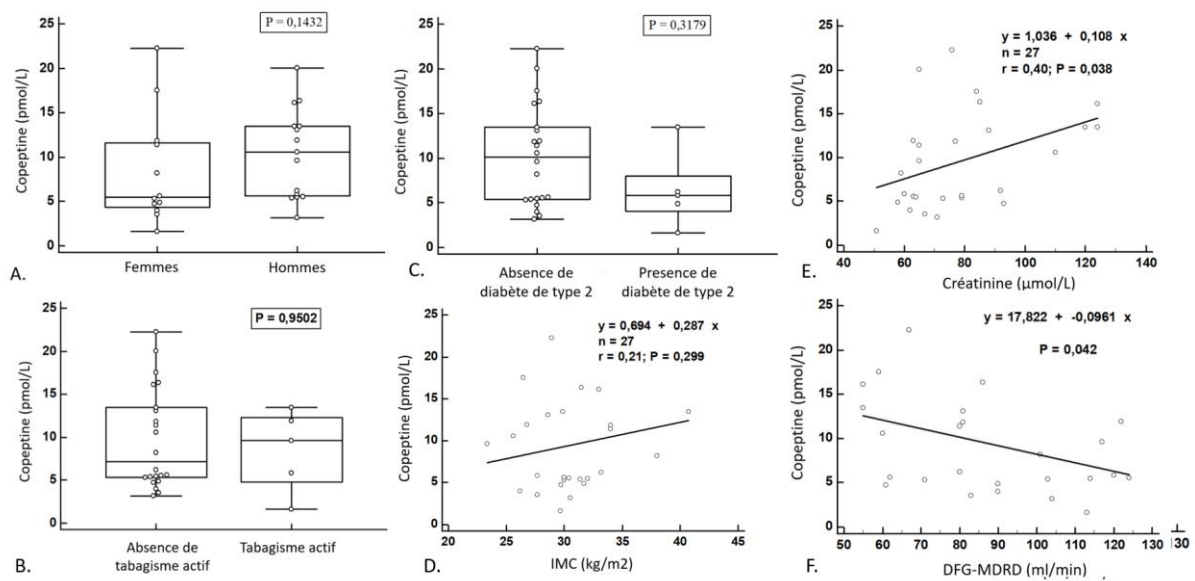 P = 0,1432
Copeptine (pmol/L)
25
20
15
10
5
0
Femmes
Hommes
A.
P = 0,9502
Copeptine (pmol/L)
25
20
15
10
5
0
Absence de
tabagisme actif
Tabagisme actif
B.
P = 0,3179
Copeptine (pmol/L)
25
20
15
10
5
0
Absence de
diabète de type 2
Presence de
diabète de type 2
C.
y = 0,694 + 0,287 x
n = 27
r = 0,21; P = 0,299
Copeptine (pmol/L)
25
20
15
10
5
0
20 25 30 35 40 45
IMC (kg/m2)
D.
y = 1,036 + 0,108 x
n = 27
r = 0,40; P = 0,038
Copeptine (pmol/L)
25
20
15
10
5
0
40 60 80 100 120 140
Créatinine (µmol/L)
E.
y = 17,822 + -0,0961 x
P = 0,042
Copeptine (pmol/L)
25
20
15
10
5
0
50 60 70 80 90 100 110 120 130
DFG-MDRD (ml/min)
F.